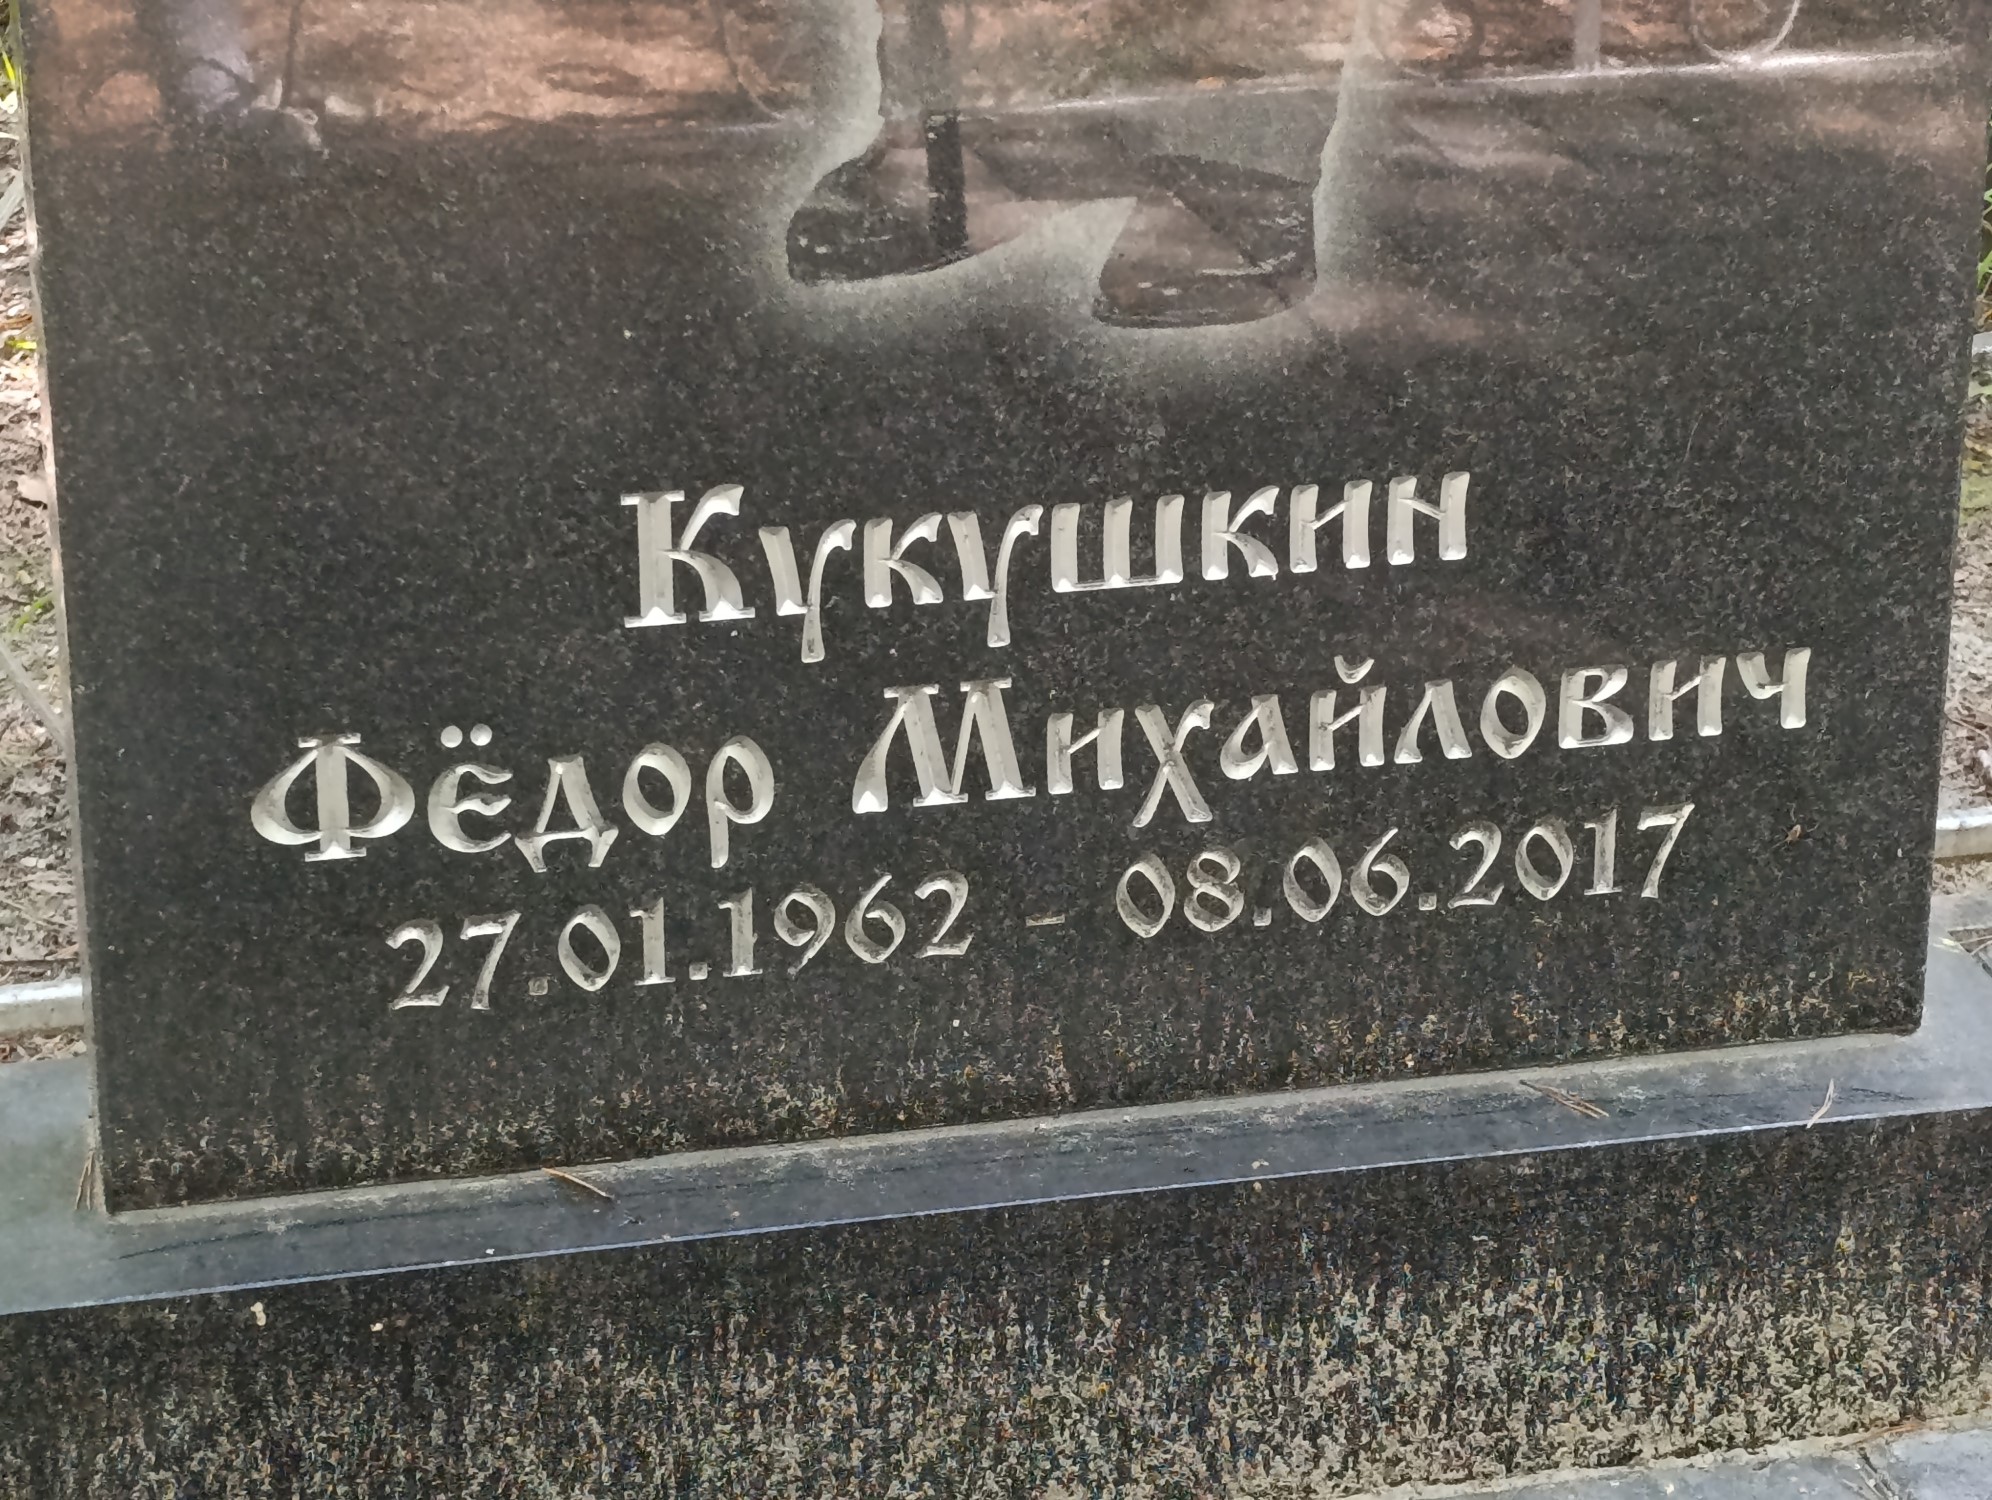 Кукушкин
Фёдор Михайлович
27.01.1962 - 08.06.2017